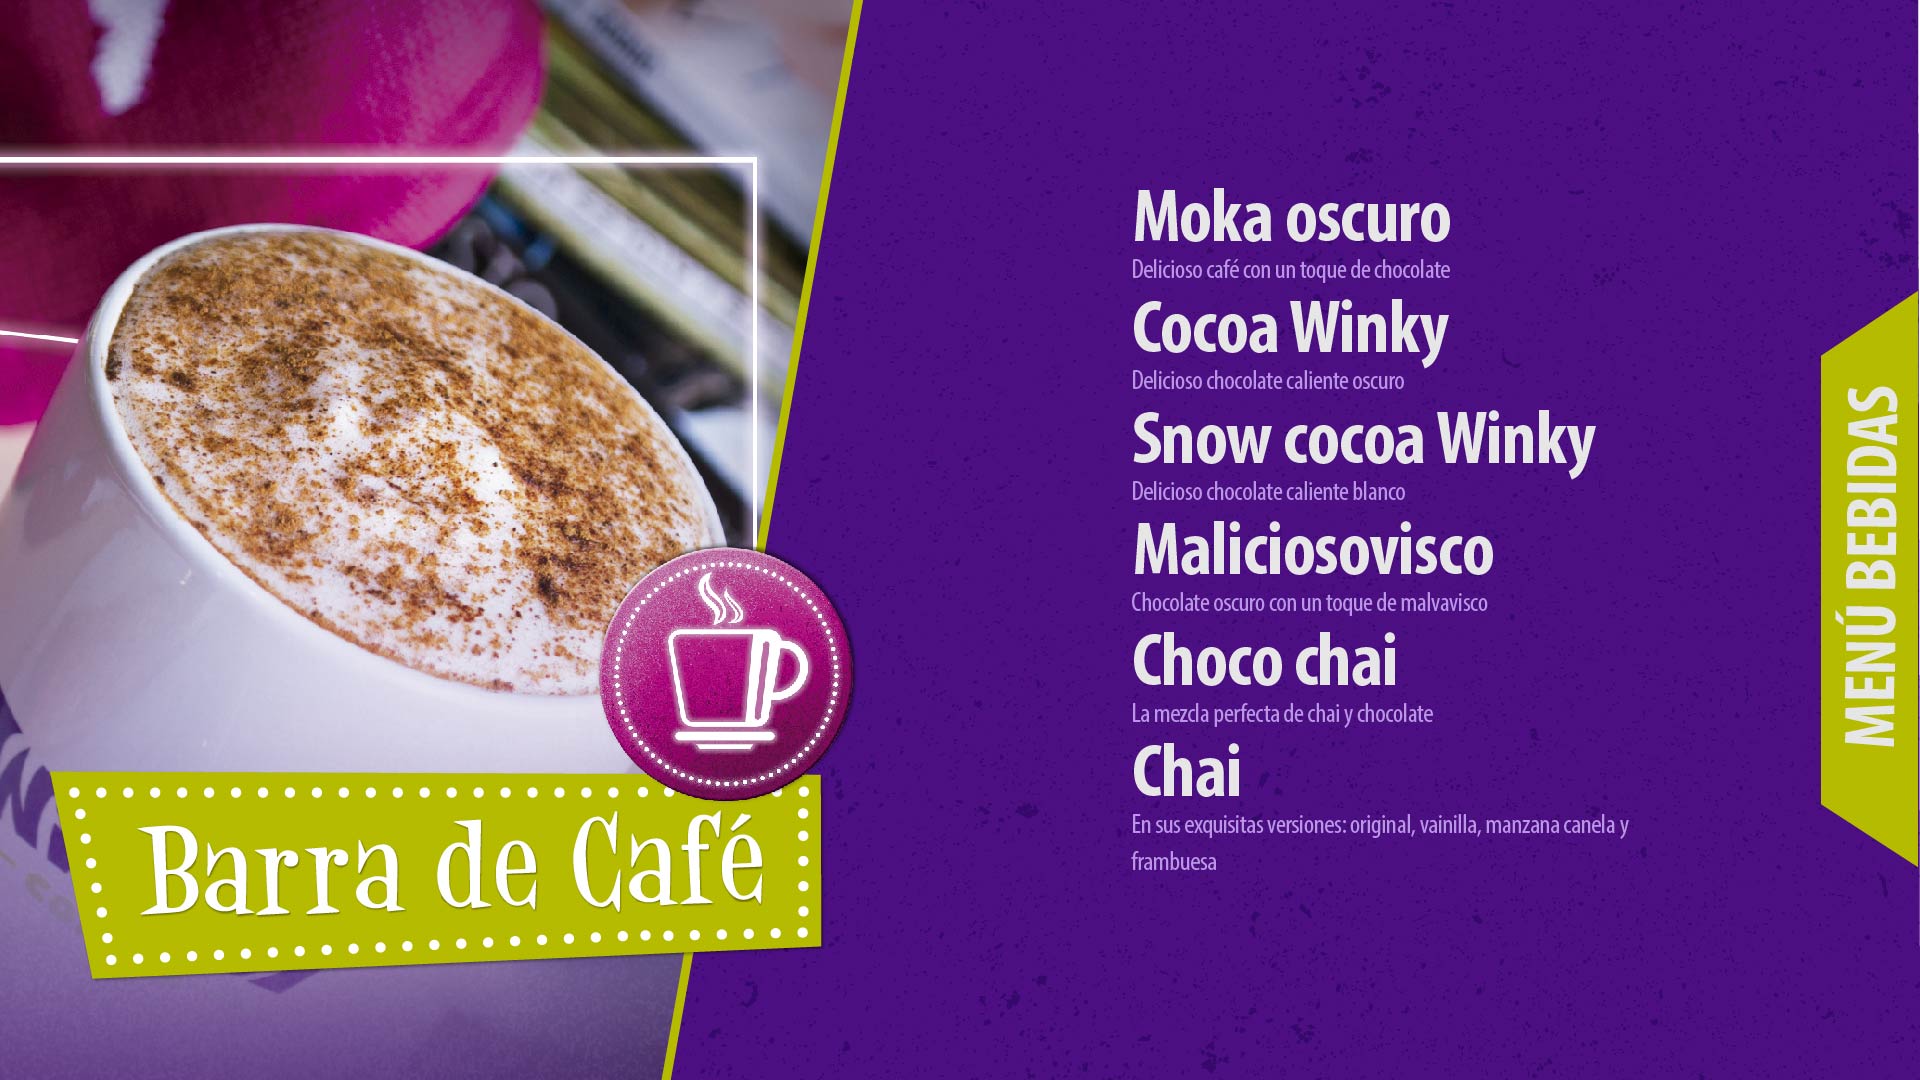 Moka oscuro
Delicioso café con un toque de chocolate
Cocoa Winky
Delicioso chocolate caliente oscuro
Snow cocoa Winky
Delicioso chocolate caliente blanco
Maliciosovisco
Chocolate oscuro con un toque de malvavisco
Choco chai
La mezcla perfecta de chai y chocolate
Chai
En sus exquisitas versiones: original, vainilla, manzana canela y
frambuesa
Barra de Café
MENÚ BEBIDAS